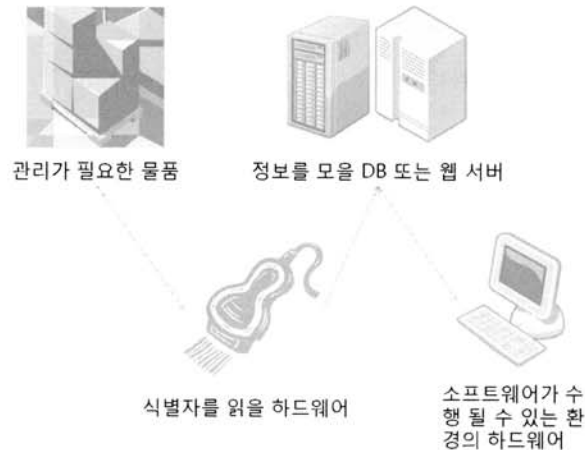 관리가 필요한 물품
정보를 모을 DB 또는 웹 서버
식별자를 읽을 하드웨어
소프트웨어가 수
행 될 수 있는 환
경의 하드웨어